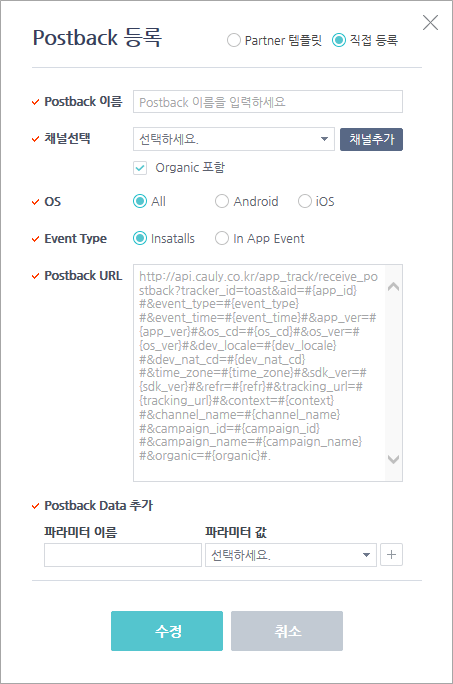 Postback 등록
Partner 템플릿 직접 등록
Postback 이름 Postback 이름을 입력하세요
채널선택 선택하세요. 채널추가
Organic 포함
OS All Android iOS
Event Type Insatalls In App Event
Postback URL http://api.cauly.co.kr/app_track/receive_po
stback?tracker_id=toast&aid=#{app_id}
#&event_type=#{event_type}
#&event_time=#{event_time}#&app_ver=#
{app_ver}#&os_cd=#{os_cd}#&os_ver=#
{os_ver}#&dev_locale=#{dev_locale}
#&dev_nat_cd=#{dev_nat_cd}
#&time_zone=#{time_zone}#&sdk_ver=#
{sdk_ver}#&refr=#{refr}#&tracking_url=#
{tracking_url}#&context=#{context}
#&channel_name=#{channel_name}
#&campaign_id=#{campaign_id}
#&campaign_name=#{campaign_name}
#&organic=#{organic}#.
Postback Data 추가
파라미터 이름 파라미터 값
선택하세요.
수정 취소